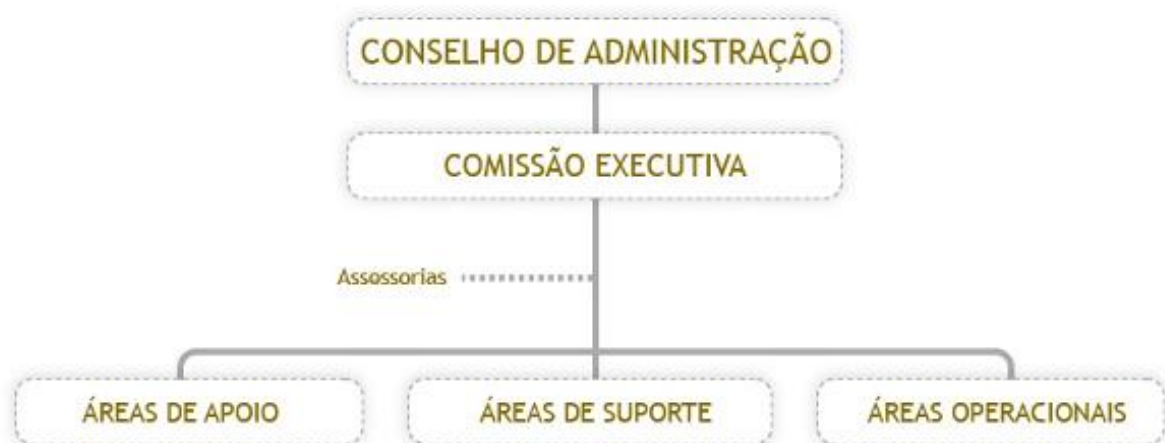 CONSELHO DE ADMINISTRAÇÃO
COMISSÃO EXECUTIVA
Assossorias
ÁREAS DE APOIO
ÁREAS DE SUPORTE
ÁREAS OPERACIONAIS